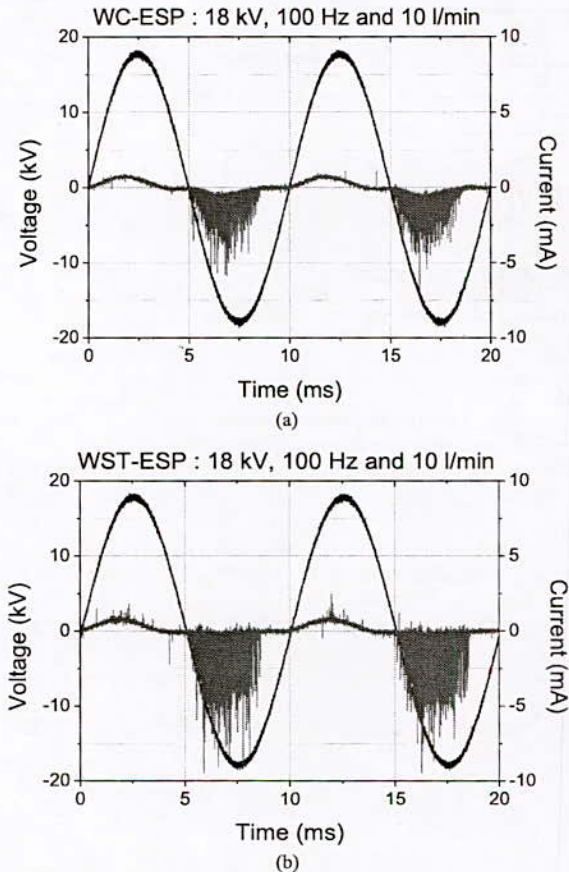 WC-ESP : 18 kV, 100 Hz and 10 l/min
20
10
0
-10
-20
Voltage (kV)
10
5
0
-5
-10
Current (mA)
0 5 10 15 20
Time (ms)
(a)
WST-ESP : 18 kV, 100 Hz and 10 l/min
20
10
0
-10
-20
Voltage (kV)
10
5
0
-5
-10
Current (mA)
0 5 10 15 20
Time (ms)
(b)